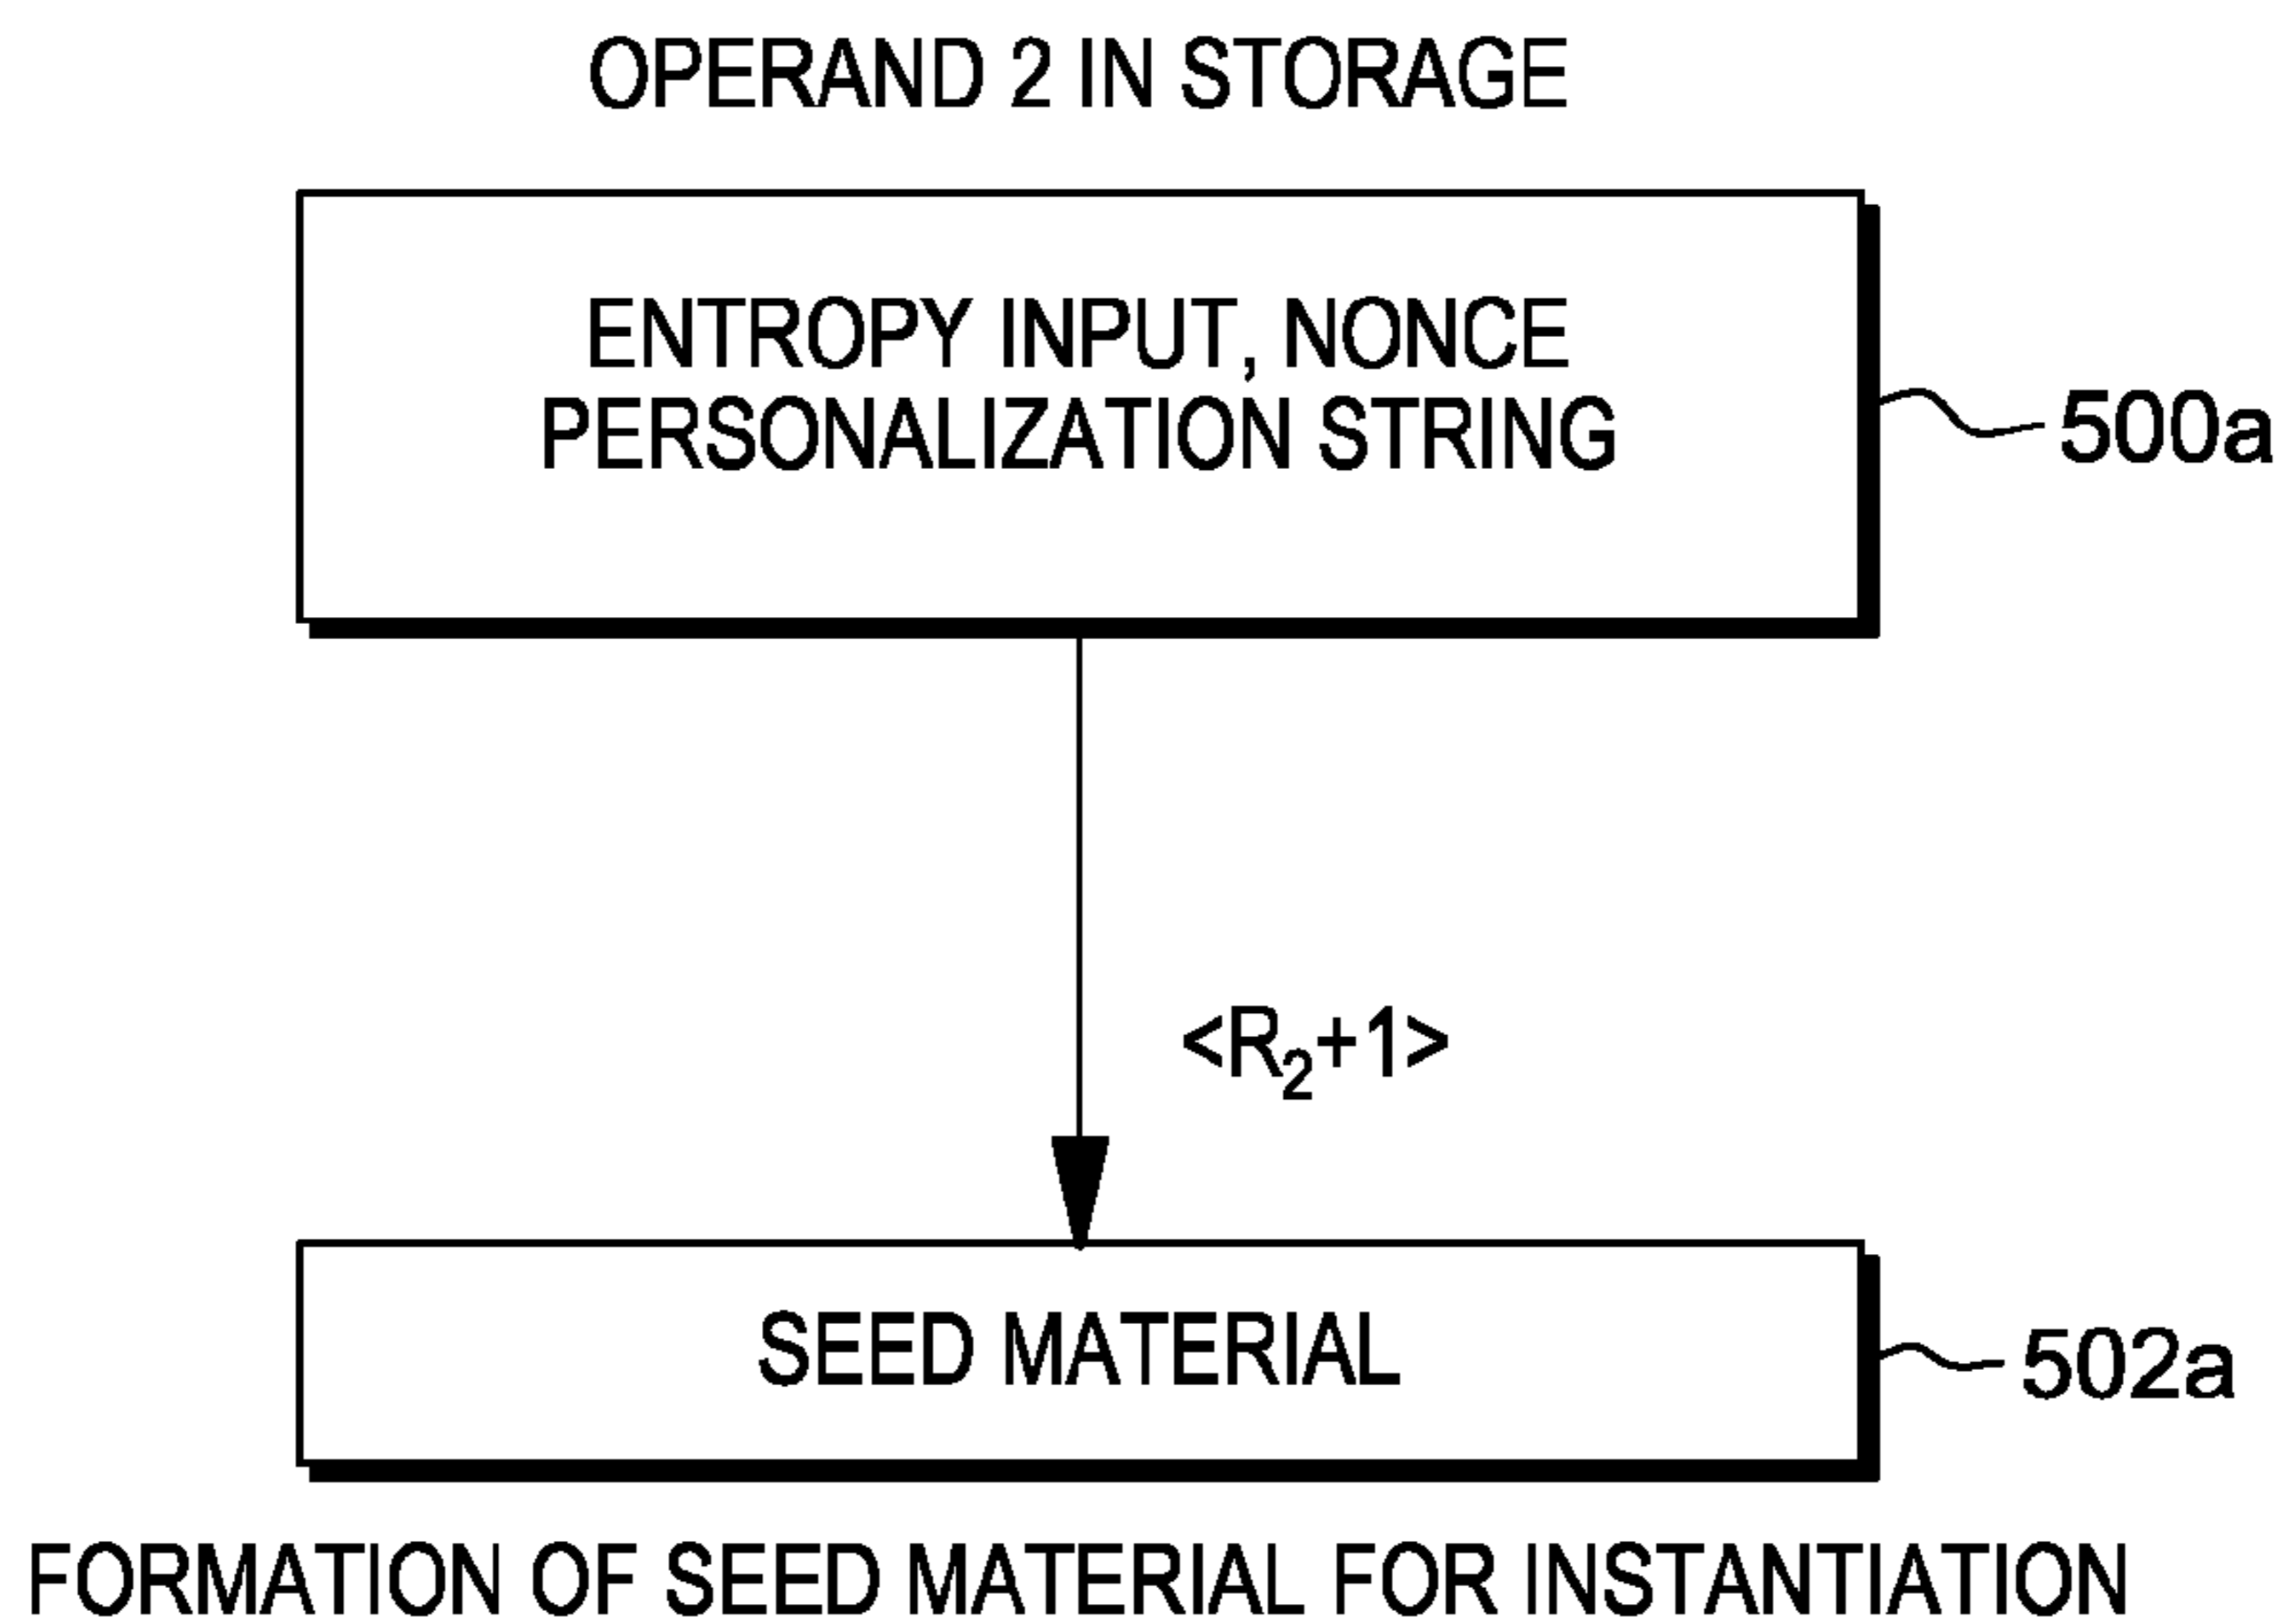 OPERAND 2 IN STORAGE
ENTROPY INPUT, NONCE
PERSONALIZATION STRING
500a
<R₂+1>
SEED MATERIAL
502a
FORMATION OF SEED MATERIAL FOR INSTANTIATION